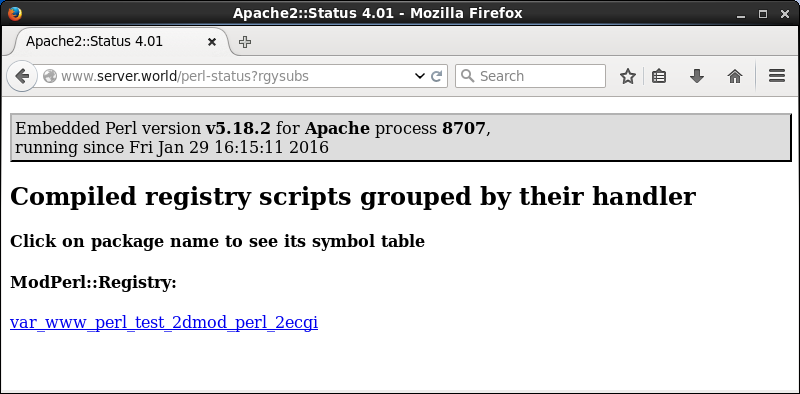 Apache2::Status 4.01 - Mozilla Firefox
Apache2::Status 4.01
www.server.world/perl-status?rgysubs
Search
Embedded Perl version v5.18.2 for Apache process 8707,
running since Fri Jan 29 16:15:11 2016
Compiled registry scripts grouped by their handler
Click on package name to see its symbol table
ModPerl::Registry:
var_www_perl_test_2dmod_perl_2ecgi